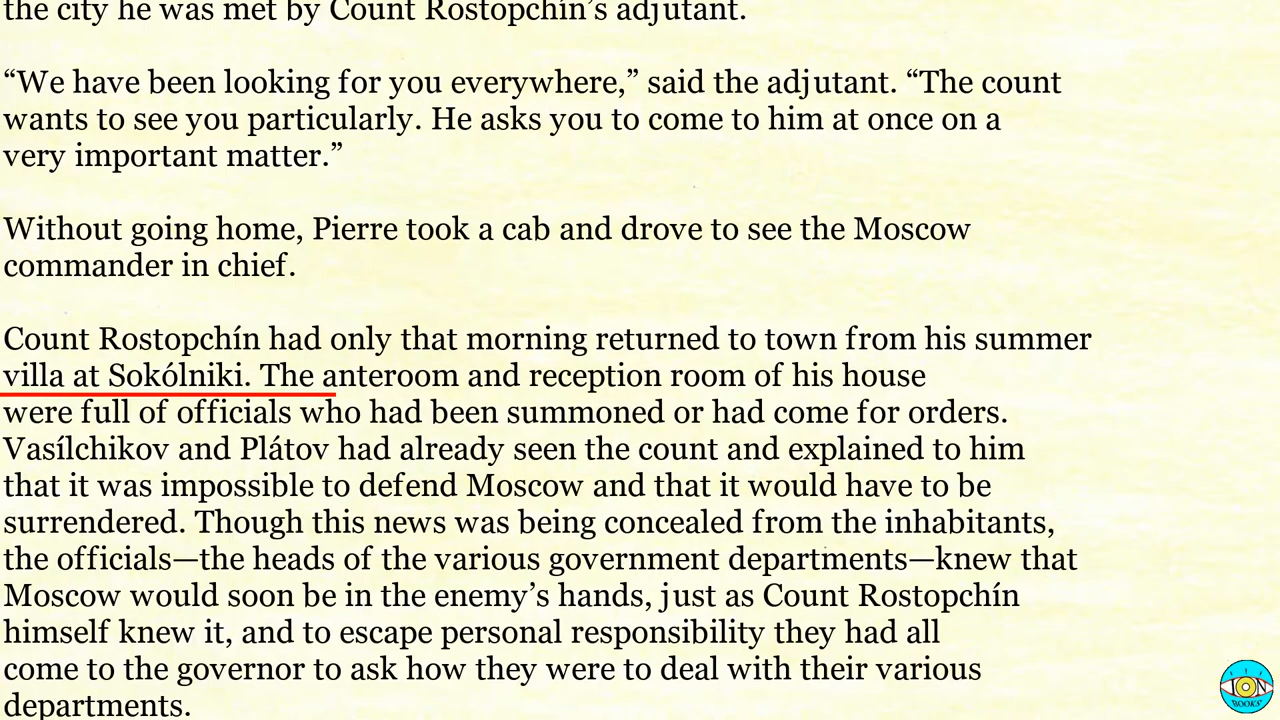 the city he was met by Count Rostopchín’s adjutant.
“We have been looking for you everywhere,” said the adjutant. “The count
wants to see you particularly. He asks you to come to him at once on a
very important matter.”
Without going home, Pierre took a cab and drove to see the Moscow
commander in chief.
Count Rostopchín had only that morning returned to town from his summer
villa at Sokólniki. The anteroom and reception room of his house
were full of officials who had been summoned or had come for orders.
Vasílchikov and Plátov had already seen the count and explained to him
that it was impossible to defend Moscow and that it would have to be
surrendered. Though this news was being concealed from the inhabitants,
the officials—the heads of the various government departments—knew that
Moscow would soon be in the enemy’s hands, just as Count Rostopchín
himself knew it, and to escape personal responsibility they had all
come to the governor to ask how they were to deal with their various
departments.
ION
BOOKS